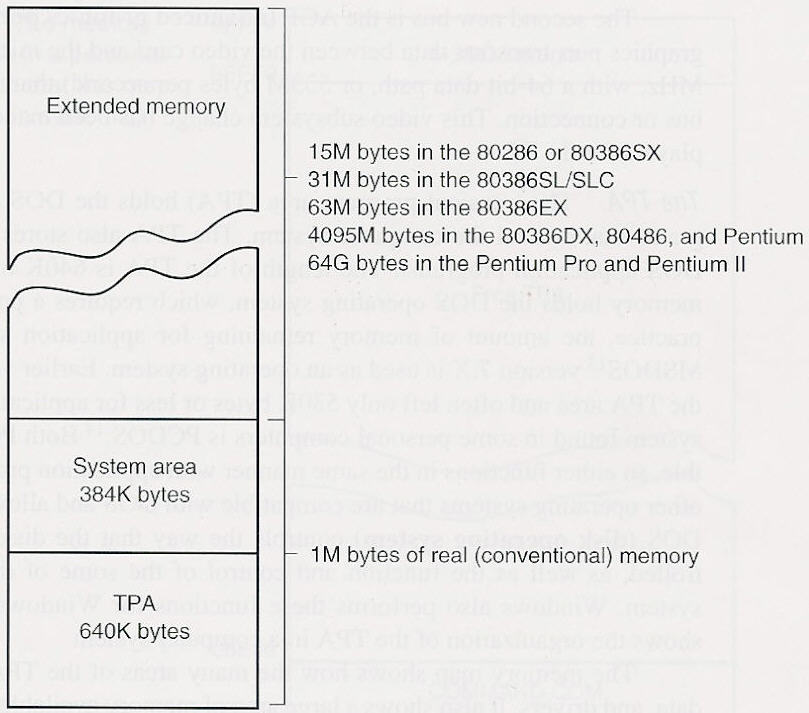 Extended memory
15M bytes in the 80286 or 80386SX
31M bytes in the 80386SL/SLC
63M bytes in the 80386EX
4095M bytes in the 80386DX, 80486, and Pentium
64G bytes in the Pentium Pro and Pentium II
System area
384K bytes
1M bytes of real (conventional) memory
TPA
640K bytes